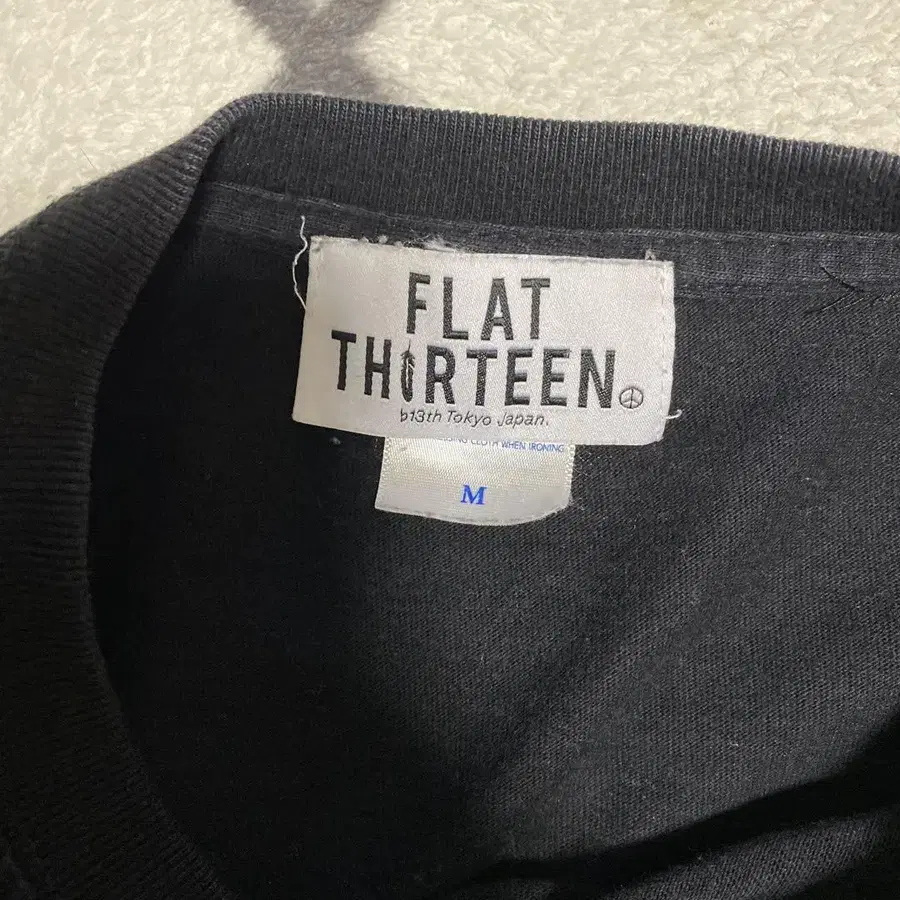 FLAT
THIRTEEN
b13th Tokyo Japan.
CLOTH WHEN IRONING
M